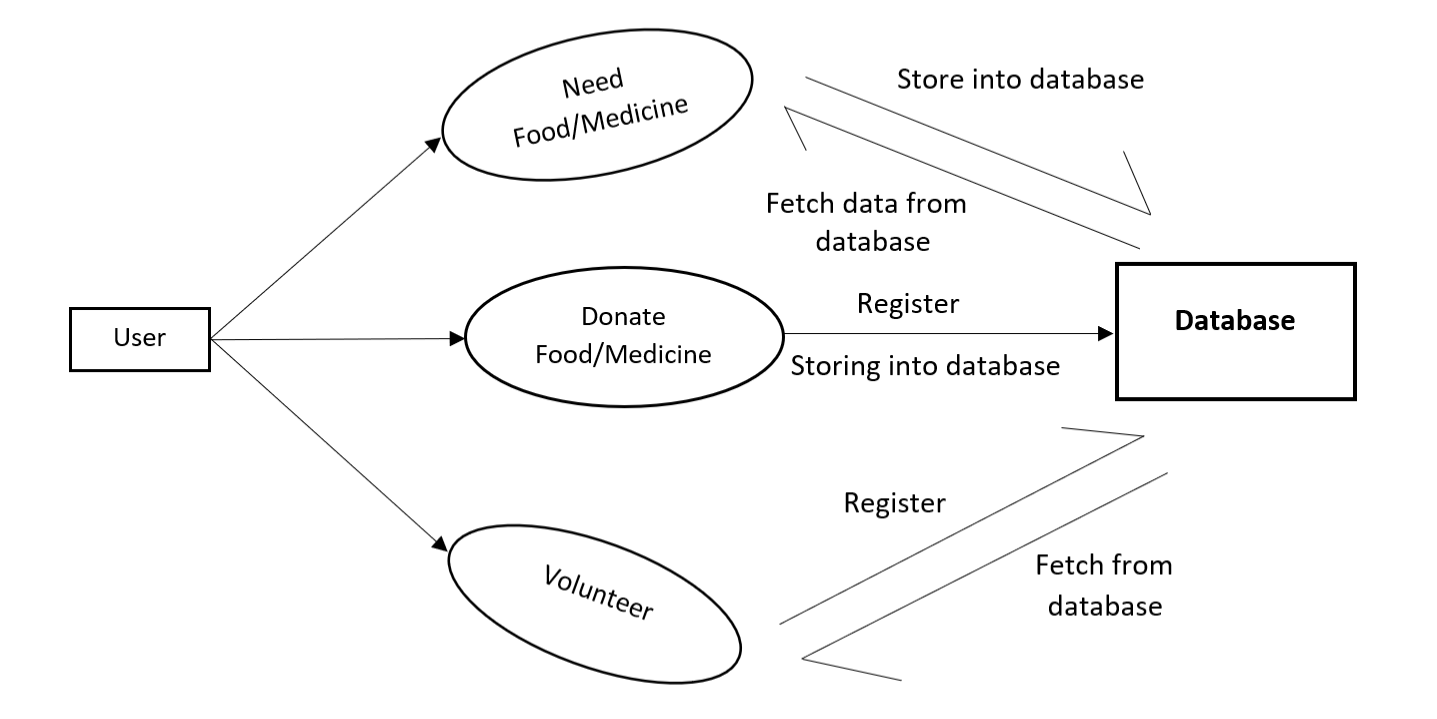 Need
Food/Medicine
Store into database
Fetch data from
database
User
Donate
Food/Medicine
Register
Storing into database
Database
Volunteer
Register
Fetch from
database